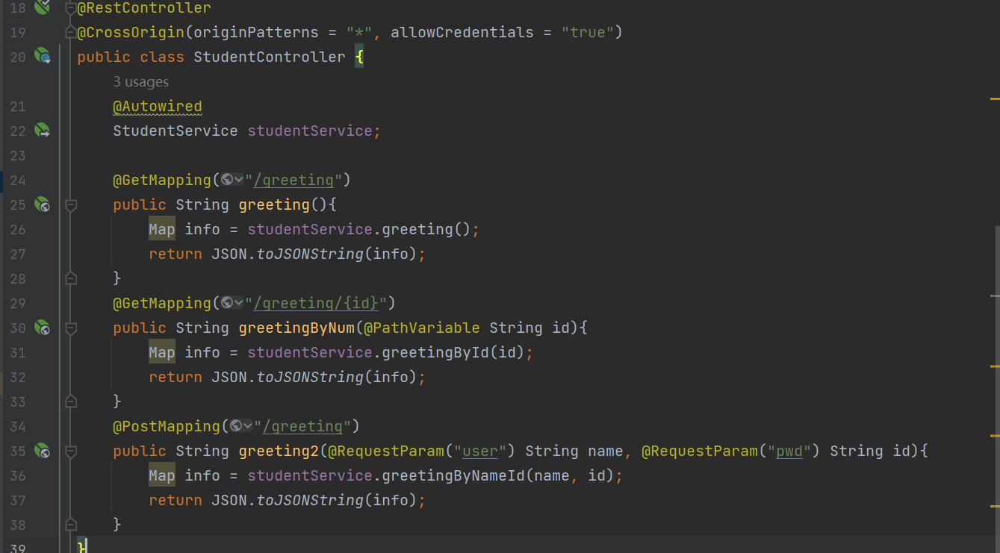 18 @RestController
19 @CrossOrigin(originPatterns = "*", allowCredentials = "true")
20 public class StudentController {
3 usages
21 @Autowired
22 StudentService studentService;
23
24 @GetMapping("/greeting")
25 public String greeting(){
26 Map info = studentService.greeting();
27 return JSON.toJSONString(info);
28 }
29 @GetMapping("/greeting/{id}")
30 public String greetingByNum(@PathVariable String id){
31 Map info = studentService.greetingById(id);
32 return JSON.toJSONString(info);
33 }
34 @PostMapping("/greeting")
35 public String greeting2(@RequestParam("user") String name, @RequestParam("pwd") String id){
36 Map info = studentService.greetingByNameId(name, id);
37 return JSON.toJSONString(info);
38 }
39 }